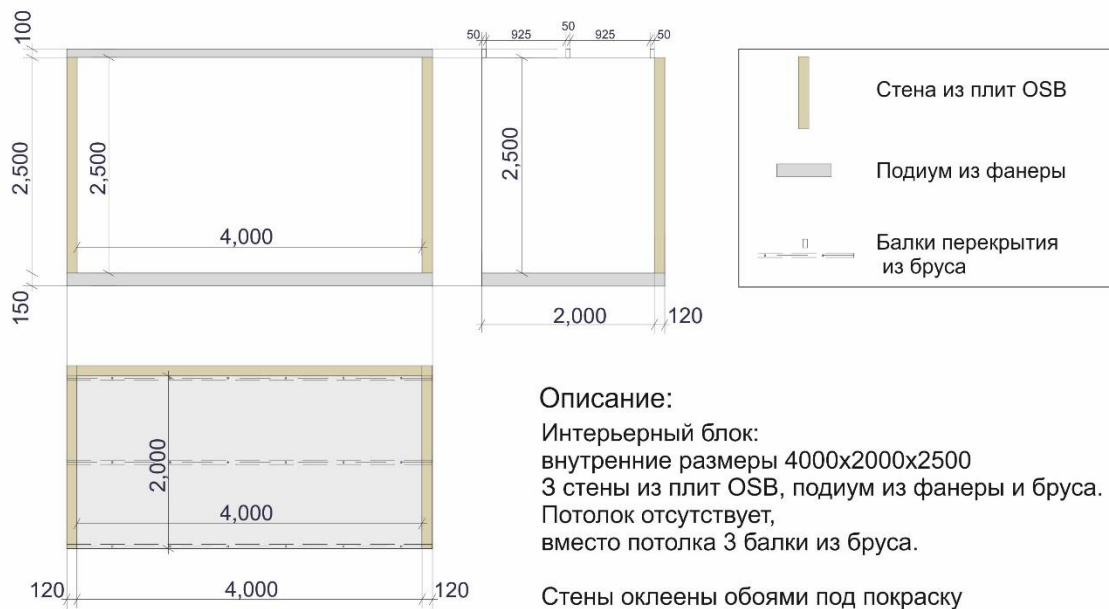 100
2,500
2,500
4,000
150
50 925 50 925 50
2,500
2,000 120
Стена из плит OSB
Подиум из фанеры
Балки перекрытия
из бруса
2,000
4,000
120 4,000 120
Описание:
Интерьерный блок:
внутренние размеры 4000x2000x2500
3 стены из плит OSB, подиум из фанеры и бруса.
Потолок отсутствует,
вместо потолка 3 балки из бруса.
Стены оклеены обоями под покраску